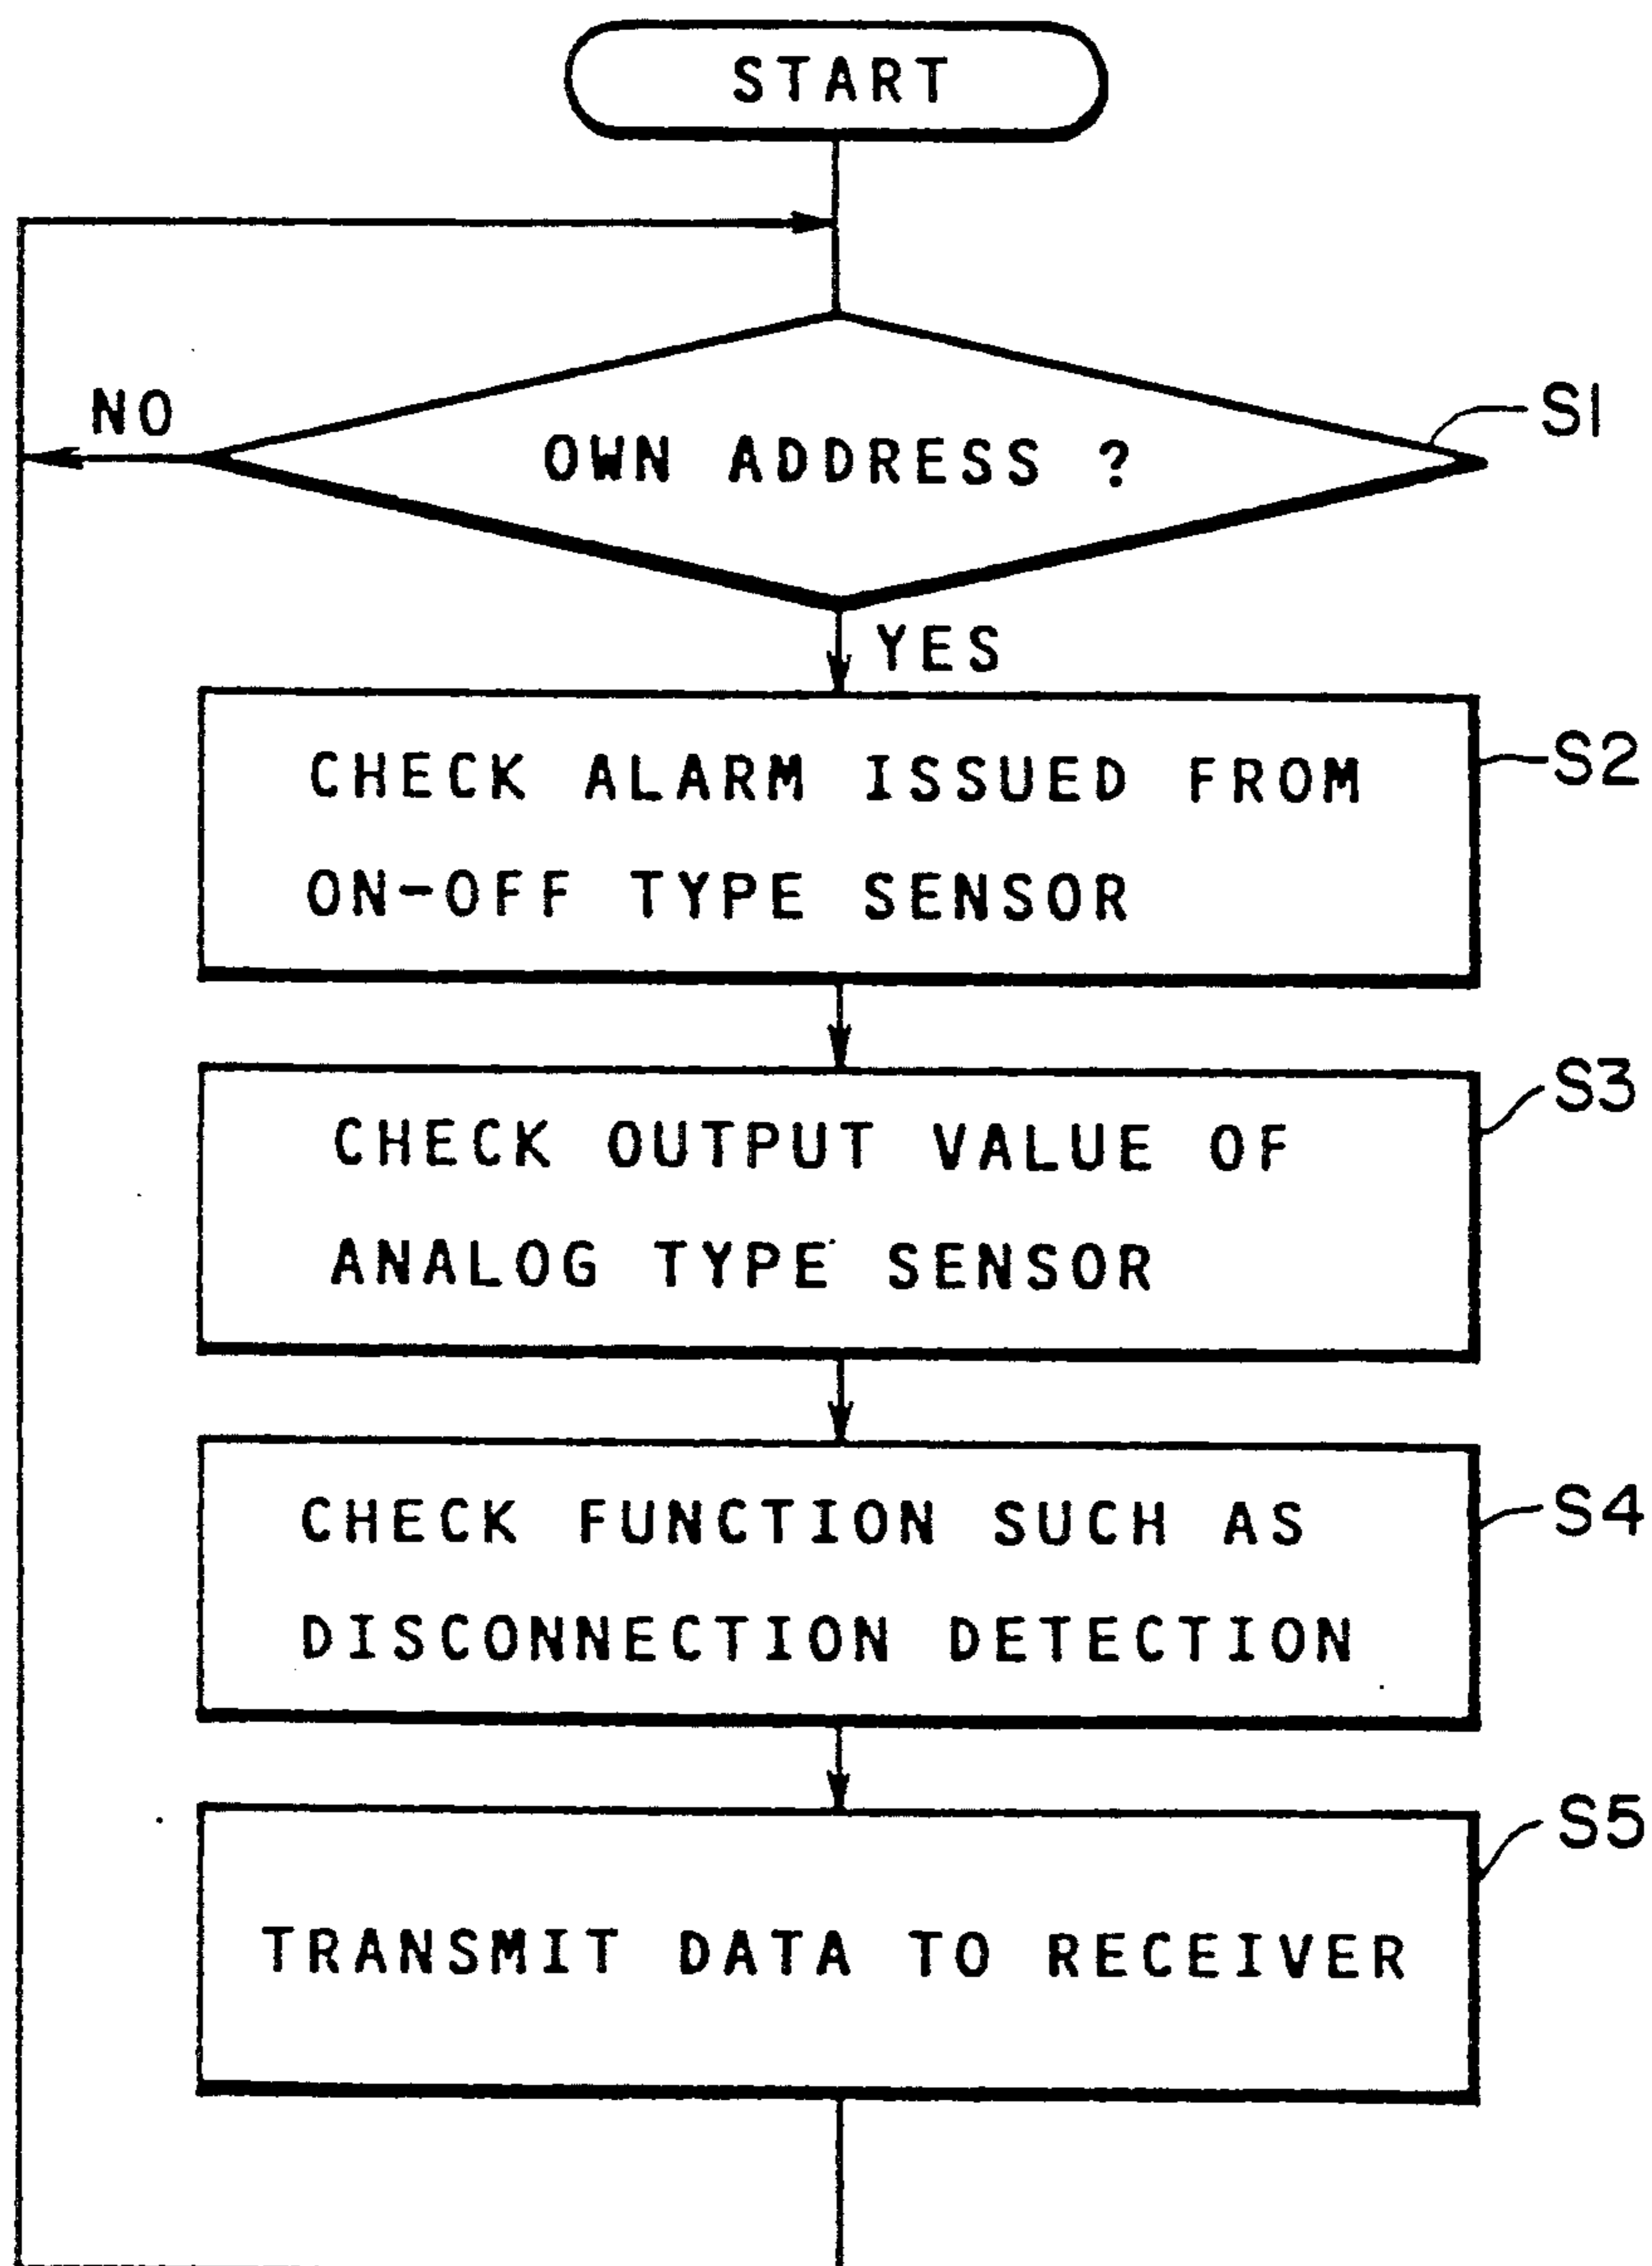 START
NO
OWN ADDRESS ?
S1
YES
CHECK ALARM ISSUED FROM
ON-OFF TYPE SENSOR
S2
CHECK OUTPUT VALUE OF
ANALOG TYPE SENSOR
S3
CHECK FUNCTION SUCH AS
DISCONNECTION DETECTION
S4
TRANSMIT DATA TO RECEIVER
S5